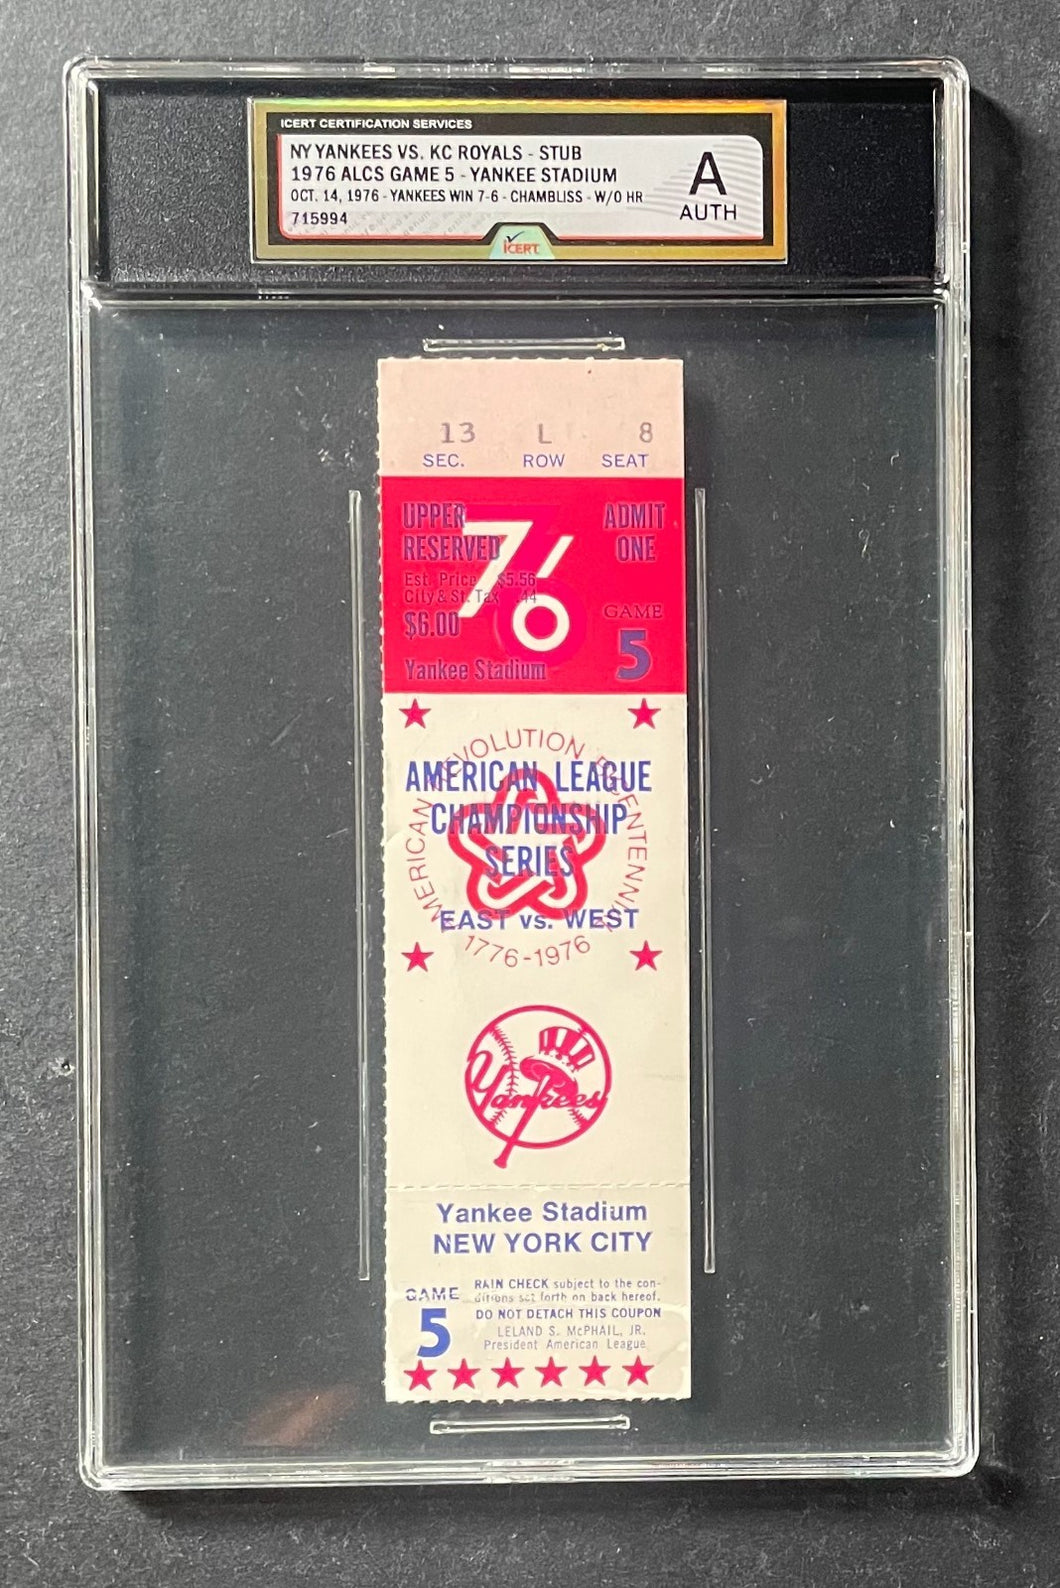 ICERT CERTIFICATION SERVICES
NY YANKEES VS. KC ROYALS - STUB
1976 ALCS GAME 5 - YANKEE STADIUM
OCT. 14, 1976 - YANKEES WIN 7-6 - CHAMBLISS - W/O HR
715994
A
AUTH
ICERT
13 L 8
SEC. ROW SEAT
UPPER
RESERVED
76
ADMIT
ONE
Est. Price $5.56
City & St. Tax .44
$6.00
GAME
5
Yankee Stadium
AMERICAN REVOLUTION BICENTENNIAL
1776-1976
AMERICAN LEAGUE
CHAMPIONSHIP
SERIES
EAST vs. WEST
Yankees
Yankee Stadium
NEW YORK CITY
GAME
5
RAIN CHECK subject to the con-
ditions set forth on back hereof.
DO NOT DETACH THIS COUPON
LELAND S. McPHAIL, JR.
President American League